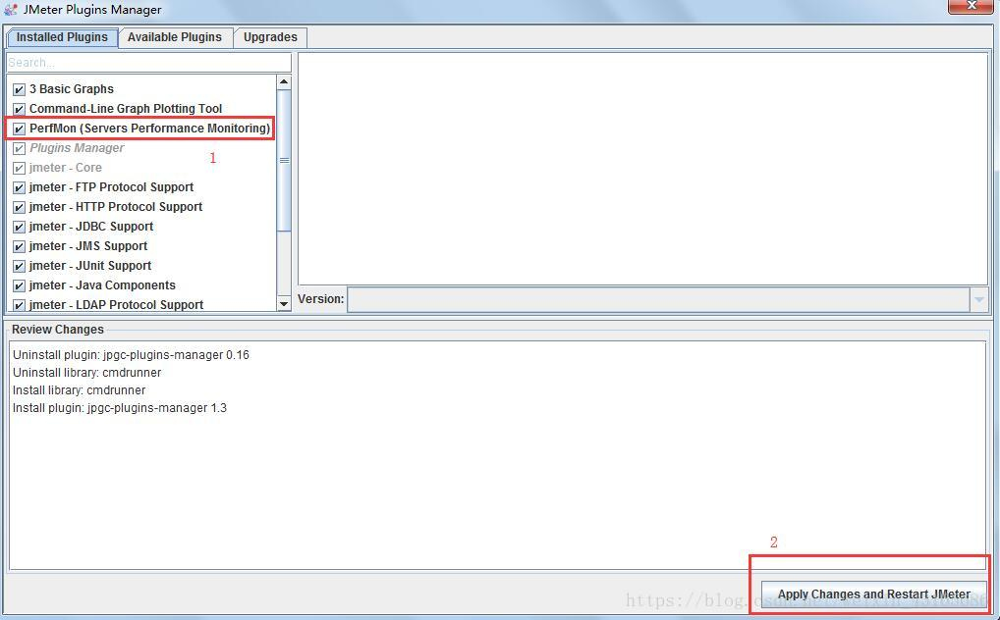 JMeter Plugins Manager
Installed Plugins Available Plugins Upgrades
Search...
3 Basic Graphs
Command-Line Graph Plotting Tool
PerfMon (Servers Performance Monitoring)
Plugins Manager
1
jmeter - Core
jmeter - FTP Protocol Support
jmeter - HTTP Protocol Support
jmeter - JDBC Support
jmeter - JMS Support
jmeter - JUnit Support
jmeter - Java Components
jmeter - LDAP Protocol Support
Version:
Review Changes
Uninstall plugin: jpgc-plugins-manager 0.16
Uninstall library: cmdrunner
Install library: cmdrunner
Install plugin: jpgc-plugins-manager 1.3
2
Apply Changes and Restart JMeter